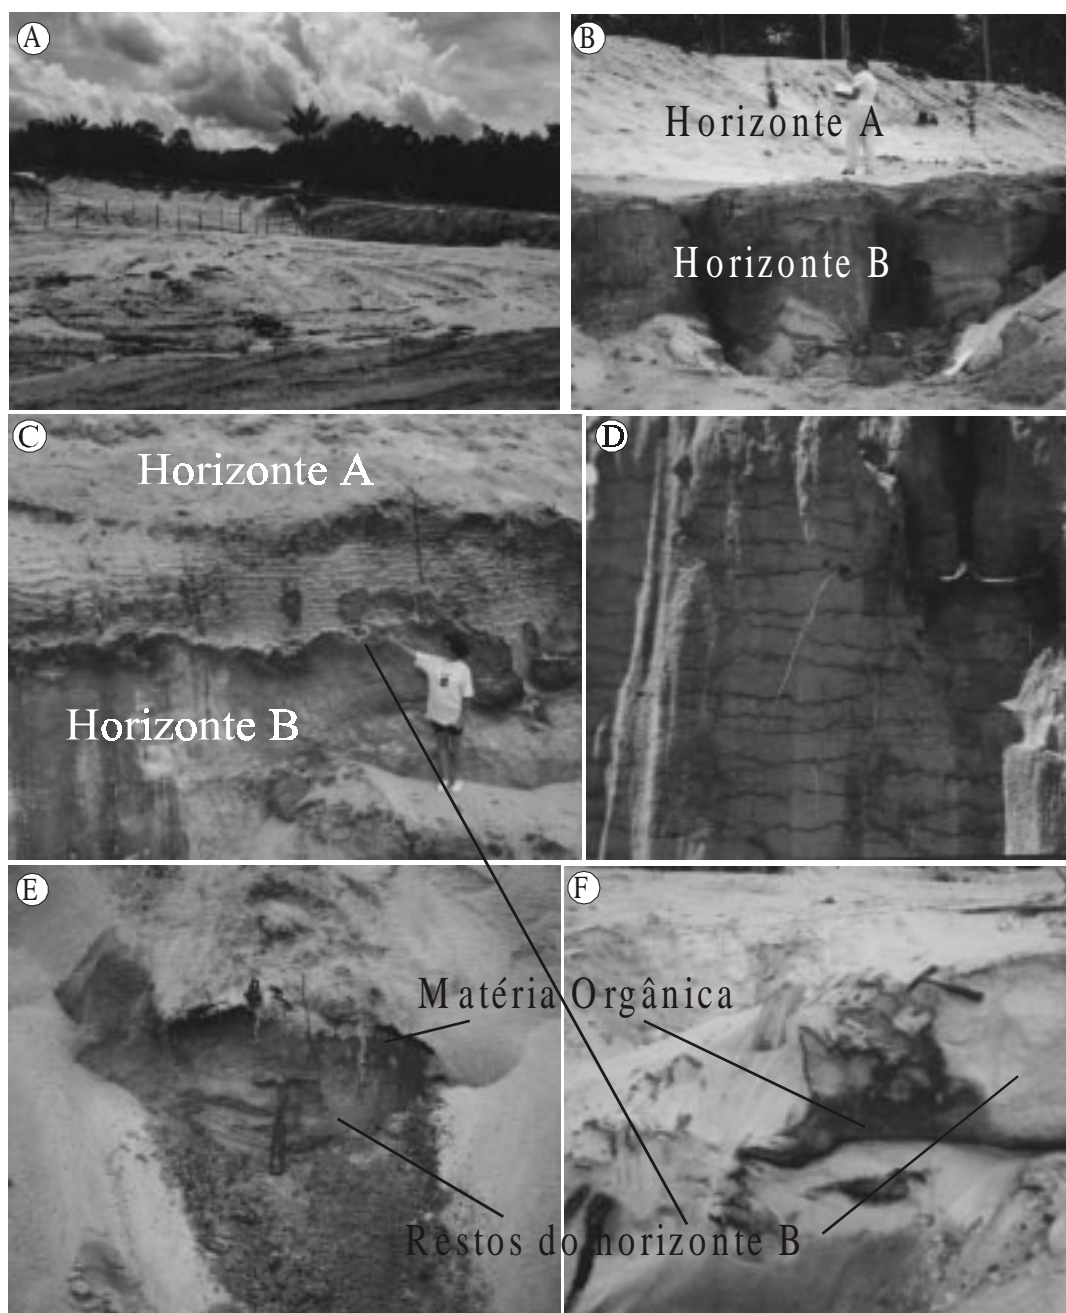 A
B
Horizonte A
Horizonte B
C
Horizonte A
Horizonte B
D
E
F
Matéria Orgânica
Restos do horizonte B